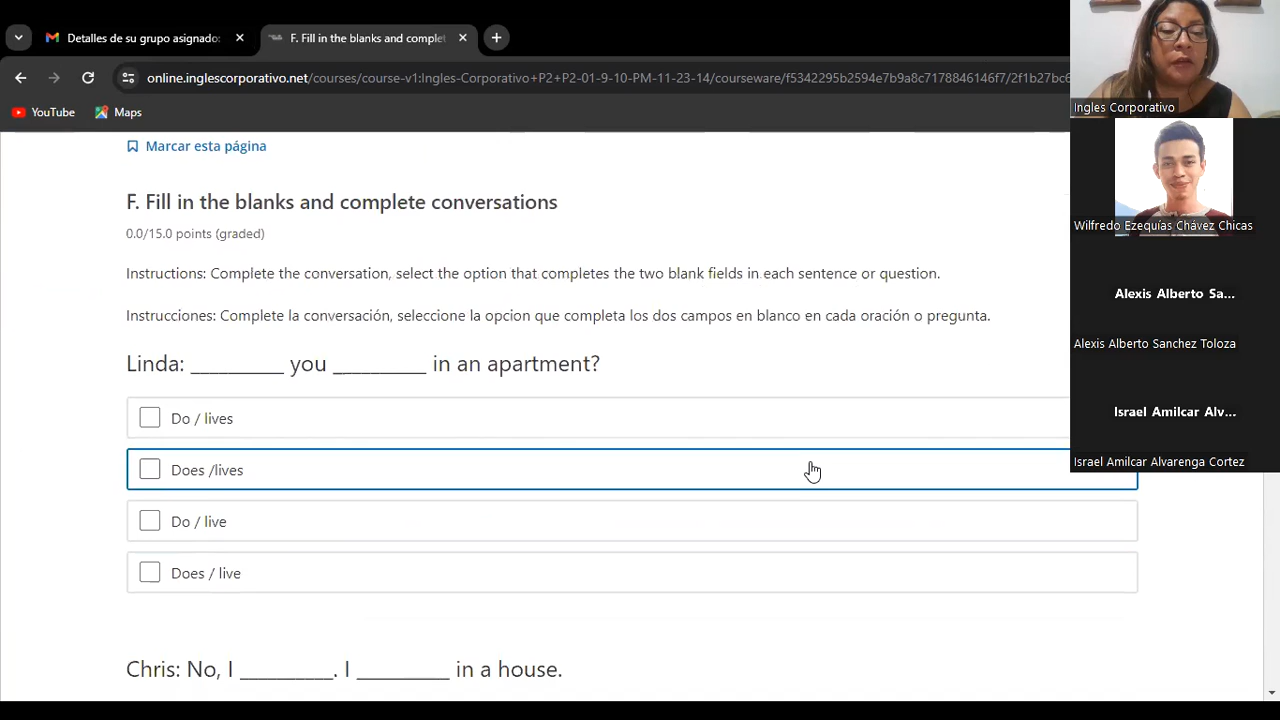 Detalles de su grupo asignado:
F. Fill in the blanks and complet
online.inglescorporativo.net/courses/course-v1:Ingles-Corporativo+P2+P2-01-9-10-PM-11-23-14/courseware/f5342295b2594e7b9a8c7178846146f7/2f1b27bc6
YouTube
Maps
Ingles Corporativo
Wilfredo Ezequías Chávez Chicas
Alexis Alberto Sa...
Alexis Alberto Sanchez Toloza
Israel Amilcar Alv...
Israel Amilcar Alvarenga Cortez
Marcar esta página
F. Fill in the blanks and complete conversations
0.0/15.0 points (graded)
Instructions: Complete the conversation, select the option that completes the two blank fields in each sentence or question.
Instrucciones: Complete la conversación, seleccione la opcion que completa los dos campos en blanco en cada oración o pregunta.
Linda: __________ you __________ in an apartment?
Do / lives
Does /lives
Do / live
Does / live
Chris: No, I __________. I __________ in a house.